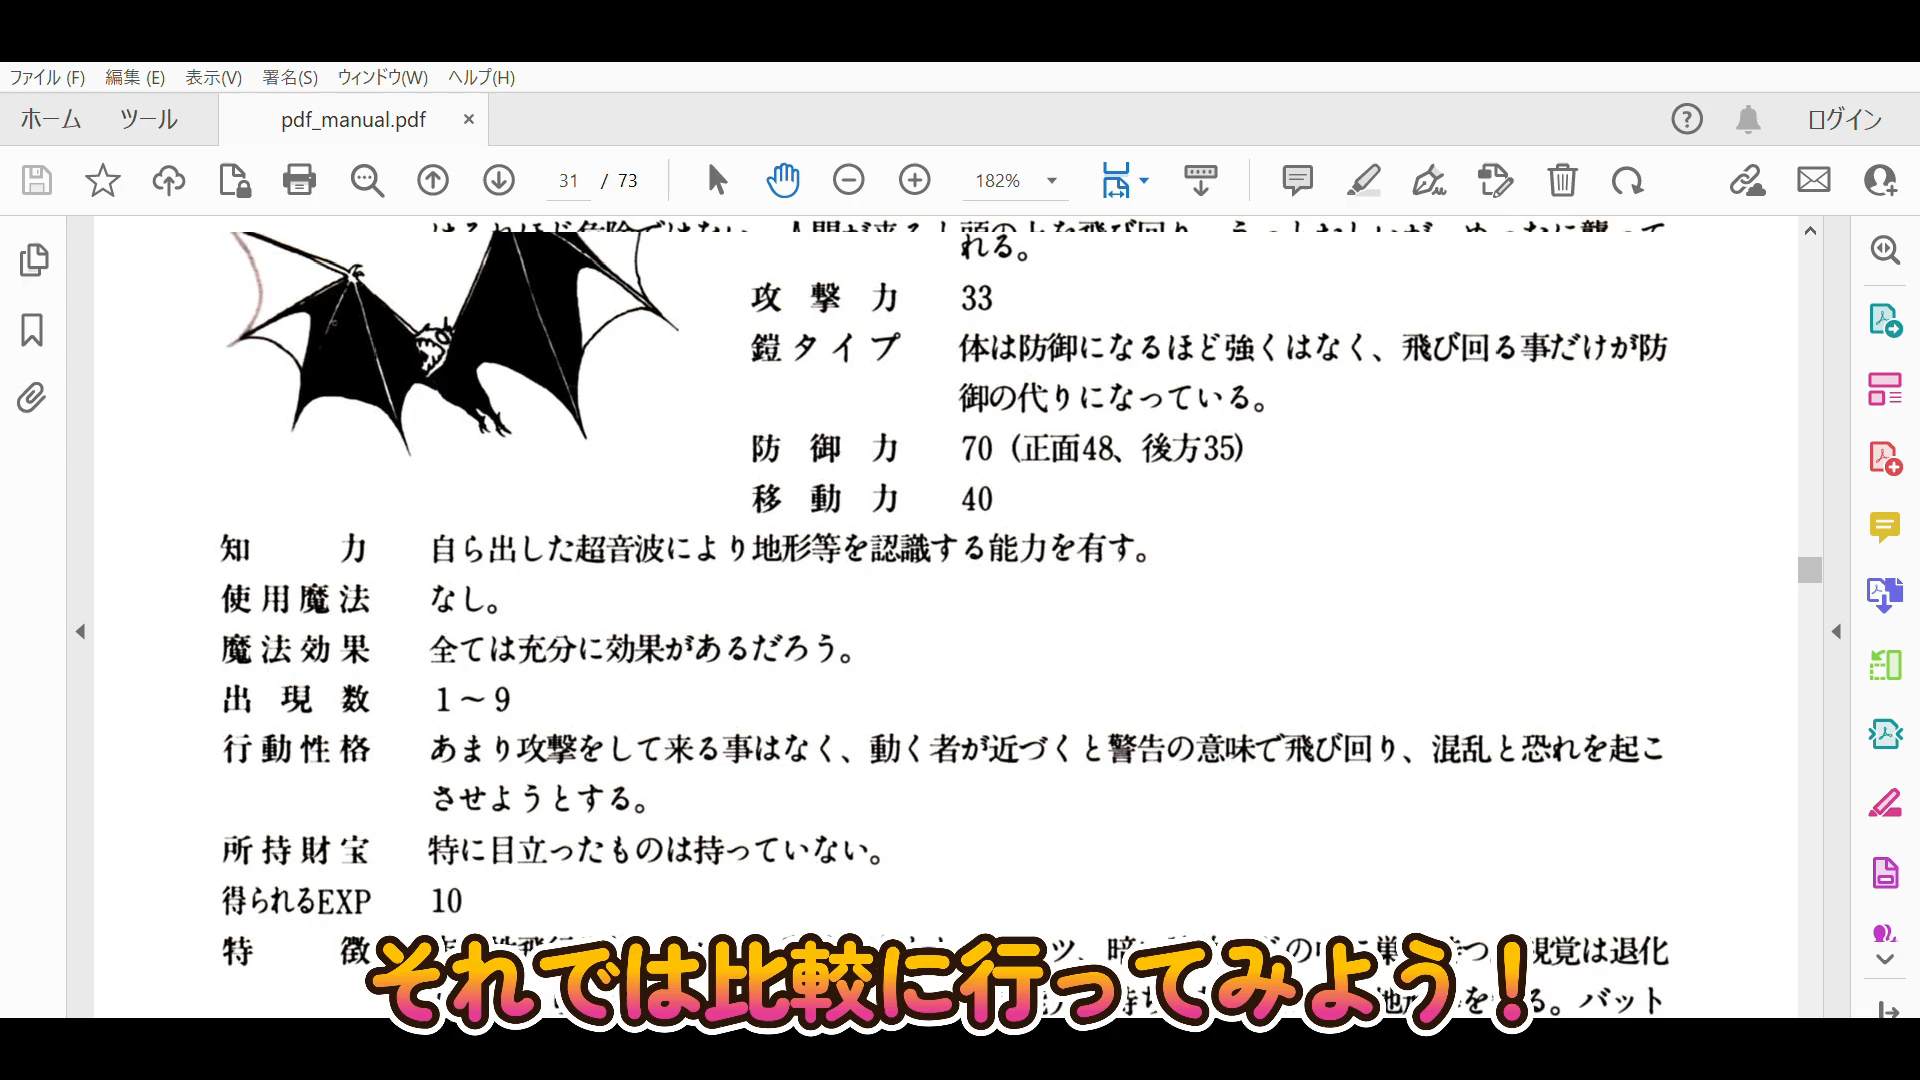 ファイル (F) 編集 (E) 表示(V) 署名(S) ウィンドウ(W) ヘルプ(H)
ホーム ツール pdf_manual.pdf × ログイン
31 / 73 182%
れる。
攻撃力 33
鎧タイプ 体は防御になるほど強くはなく、飛び回る事だけが防
御の代りになっている。
防御力 70 (正面48、後方35)
移動力 40
知力 自ら出した超音波により地形等を認識する能力を有す。
使用魔法 なし。
魔法効果 全ては充分に効果があるだろう。
出現数 1～9
行動性格 あまり攻撃をして来る事はなく、動く者が近づくと警告の意味で飛び回り、混乱と恐れを起こ
させようとする。
所持財宝 特に目立ったものは持っていない。
得られるEXP 10
特徴 視覚は退化
る。バット
それでは比較に行ってみよう！